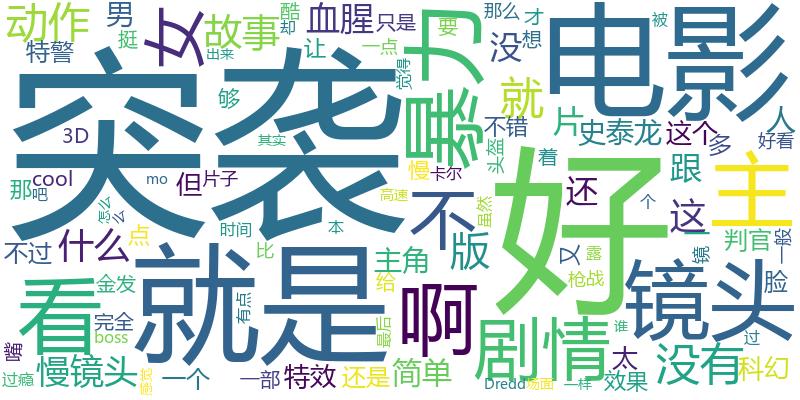 动作
男
女
故事
血腥
酷
却
只是
要
那么
才
被
特警
挺
让
一点
没
想
电影
突袭
出来
暴力
觉得
够
就
片
人
3D
其实
不错
史泰龙
这个
多
好看
头盔
那
吧
cool
mo
但
片子
慢
卡尔
着
跟
高速
好
还
个
主
怎么
么
不
虽然
这
不过
什么
点
时间
本
比
主角
版
又
露
镜
一
判官
一般
看
金发
就是
有点
给
啊
枪战
镜头
脸
嘴
完全
boss
最后
剧情
谁
过
太
没有
科幻
过瘾
慢镜头
感觉
一个
一部
特效
还是
简单
Dredd
场面
一样
效果